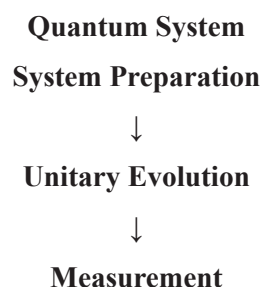 Quantum System
System Preparation
↓
Unitary Evolution
↓
Measurement